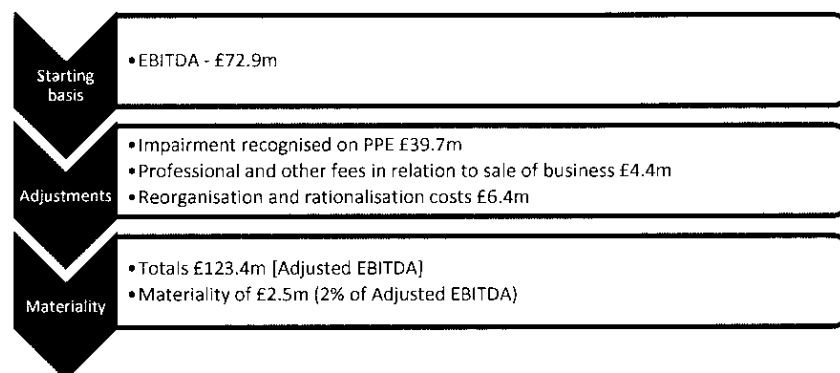 Starting
basis
• EBITDA - £72.9m
Adjustments
• Impairment recognised on PPE £39.7m
• Professional and other fees in relation to sale of business £4.4m
• Reorganisation and rationalisation costs £6.4m
Materiality
• Totals £123.4m [Adjusted EBITDA]
• Materiality of £2.5m (2% of Adjusted EBITDA)